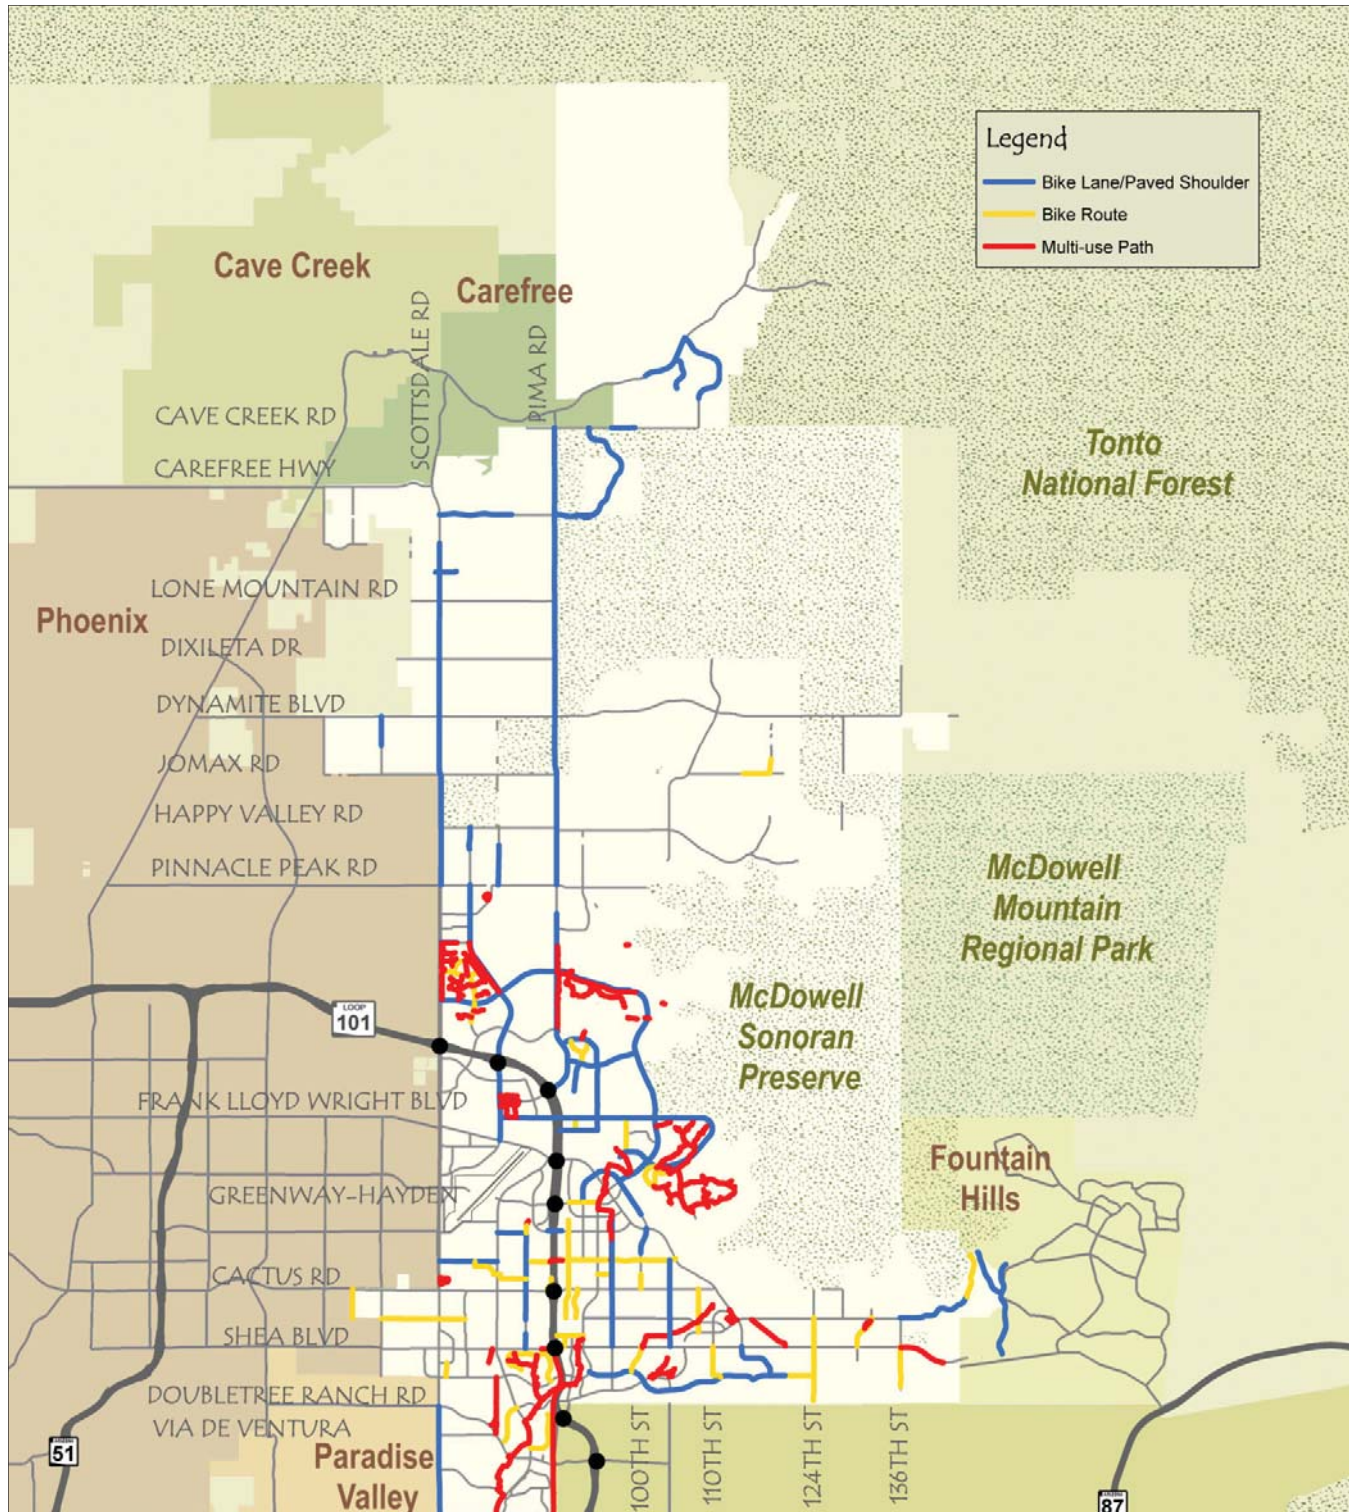 Legend
Bike Lane/Paved Shoulder
Bike Route
Multi-use Path
Cave Creek
Carefree
SCOTTSDALE RD
PIMA RD
CAVE CREEK RD
CAREFREE HWY
Tonto
National Forest
LONE MOUNTAIN RD
Phoenix
DIXILETA DR
DYNAMITE BLVD
JOMAX RD
HAPPY VALLEY RD
PINNACLE PEAK RD
McDowell
Mountain
Regional Park
McDowell
Sonoran
Preserve
LOOP
101
FRANK LLOYD WRIGHT BLVD
Fountain
Hills
GREENWAY-HAYDEN
CACTUS RD
SHEA BLVD
DOUBLETREE RANCH RD
VIA DE VENTURA
100TH ST
110TH ST
124TH ST
136TH ST
Paradise
Valley
ARIZONA
51
ARIZONA
87